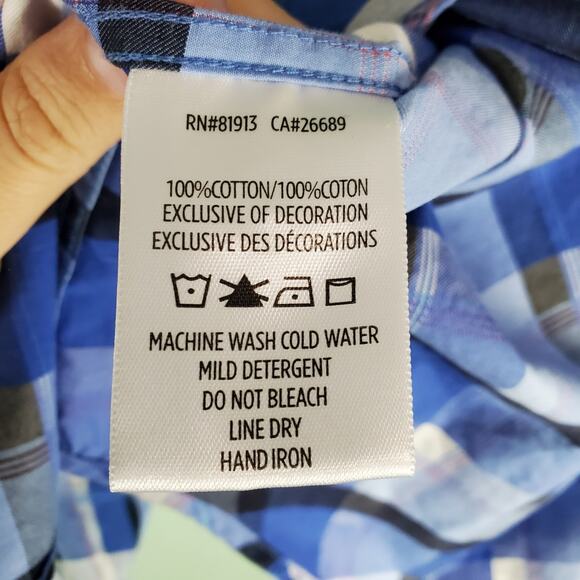 RN#81913 CA#26689
100%COTTON/100%COTON
EXCLUSIVE OF DECORATION
EXCLUSIVE DES DÉCORATIONS
MACHINE WASH COLD WATER
MILD DETERGENT
DO NOT BLEACH
LINE DRY
HAND IRON